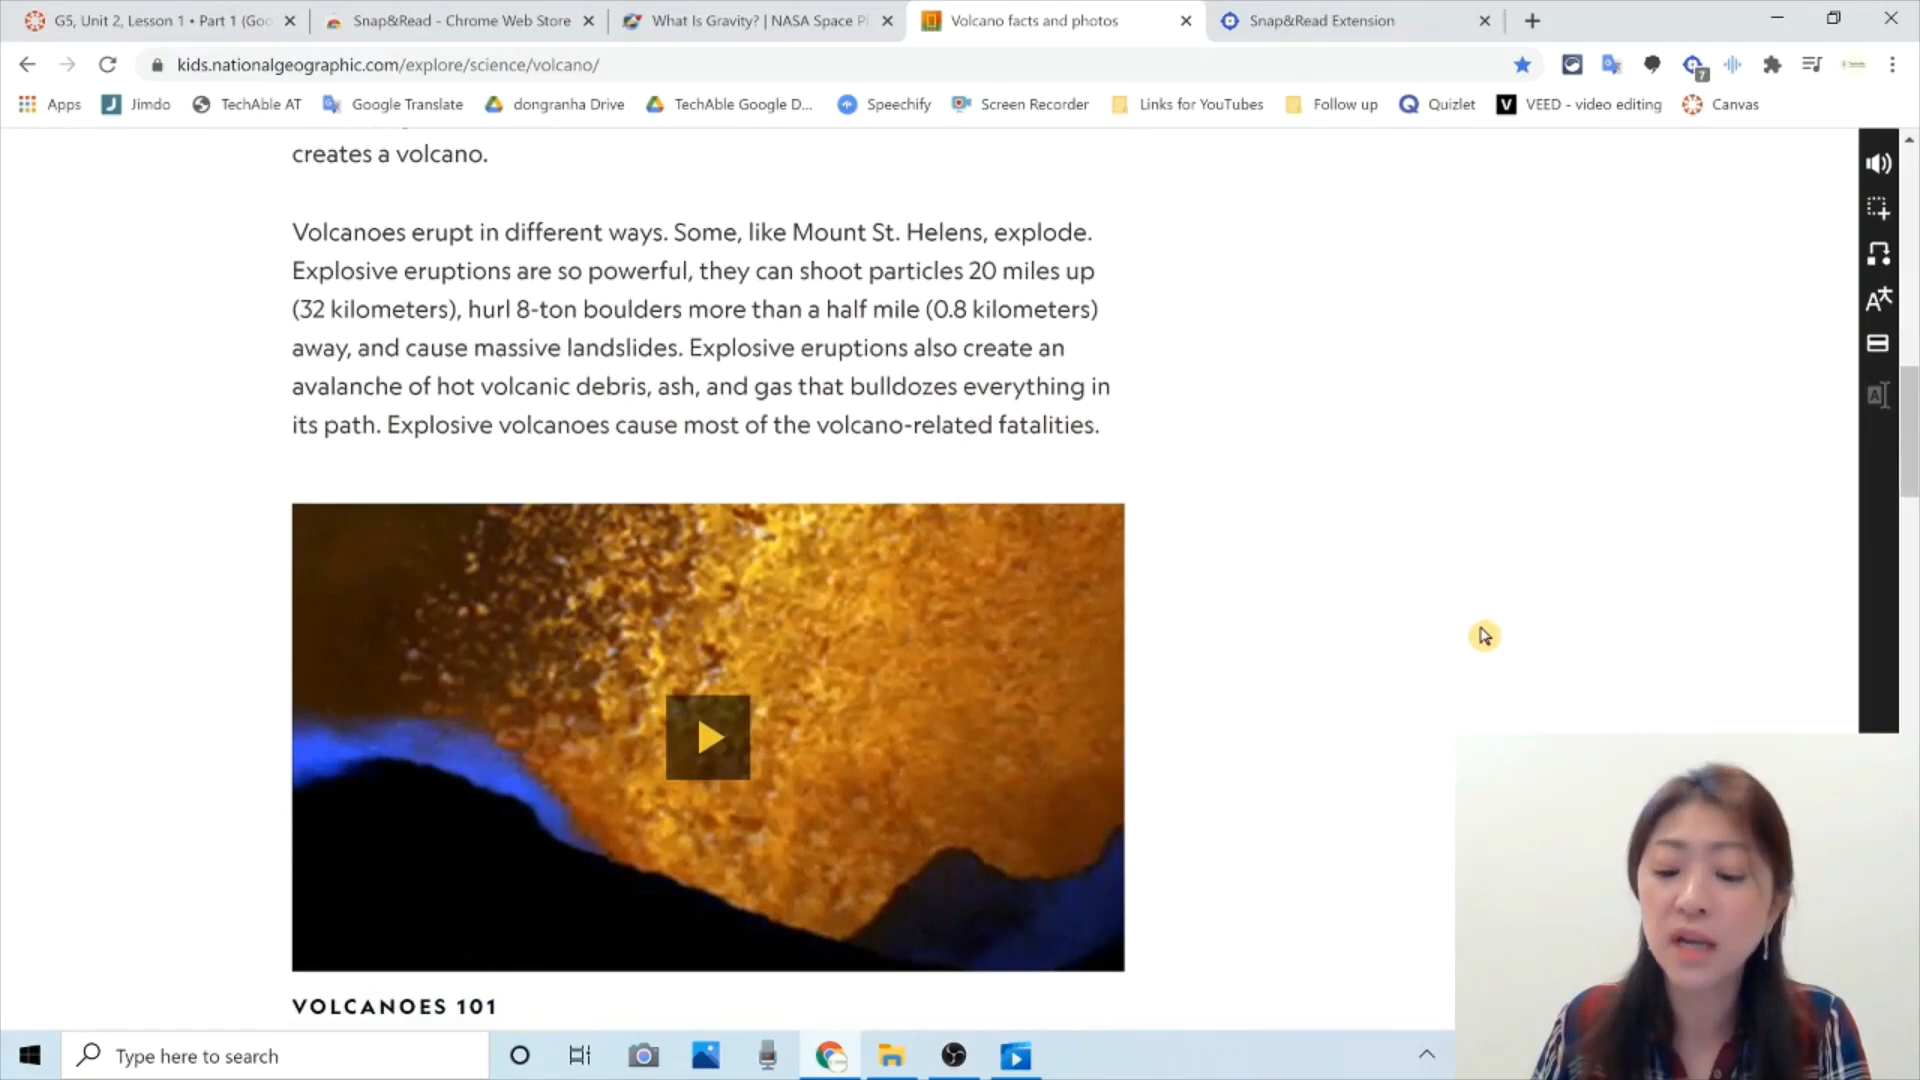 G5, Unit 2, Lesson 1 • Part 1 (Goo
Snap&Read - Chrome Web Store
What Is Gravity? | NASA Space Pl
Volcano facts and photos
Snap&Read Extension
kids.nationalgeographic.com/explore/science/volcano/
7
Apps
Jimdo
TechAble AT
Google Translate
dongranha Drive
TechAble Google D...
Speechify
Screen Recorder
Links for YouTubes
Follow up
Quizlet
VEED - video editing
Canvas
creates a volcano.
Volcanoes erupt in different ways. Some, like Mount St. Helens, explode.
Explosive eruptions are so powerful, they can shoot particles 20 miles up
(32 kilometers), hurl 8-ton boulders more than a half mile (0.8 kilometers)
away, and cause massive landslides. Explosive eruptions also create an
avalanche of hot volcanic debris, ash, and gas that bulldozes everything in
its path. Explosive volcanoes cause most of the volcano-related fatalities.
VOLCANOES 101
Type here to search